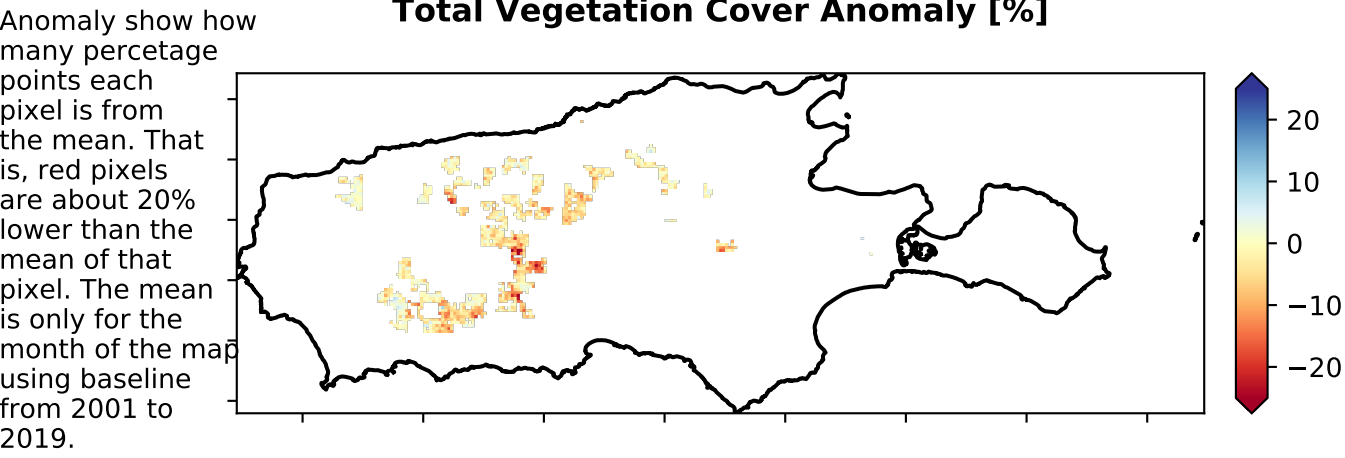 Total Vegetation Cover Anomaly [%]
Anomaly show how
many percetage
points each
pixel is from
the mean. That
is, red pixels
are about 20%
lower than the
mean of that
pixel. The mean
is only for the
month of the map
using baseline
from 2001 to
2019.
20
10
0
−10
−20